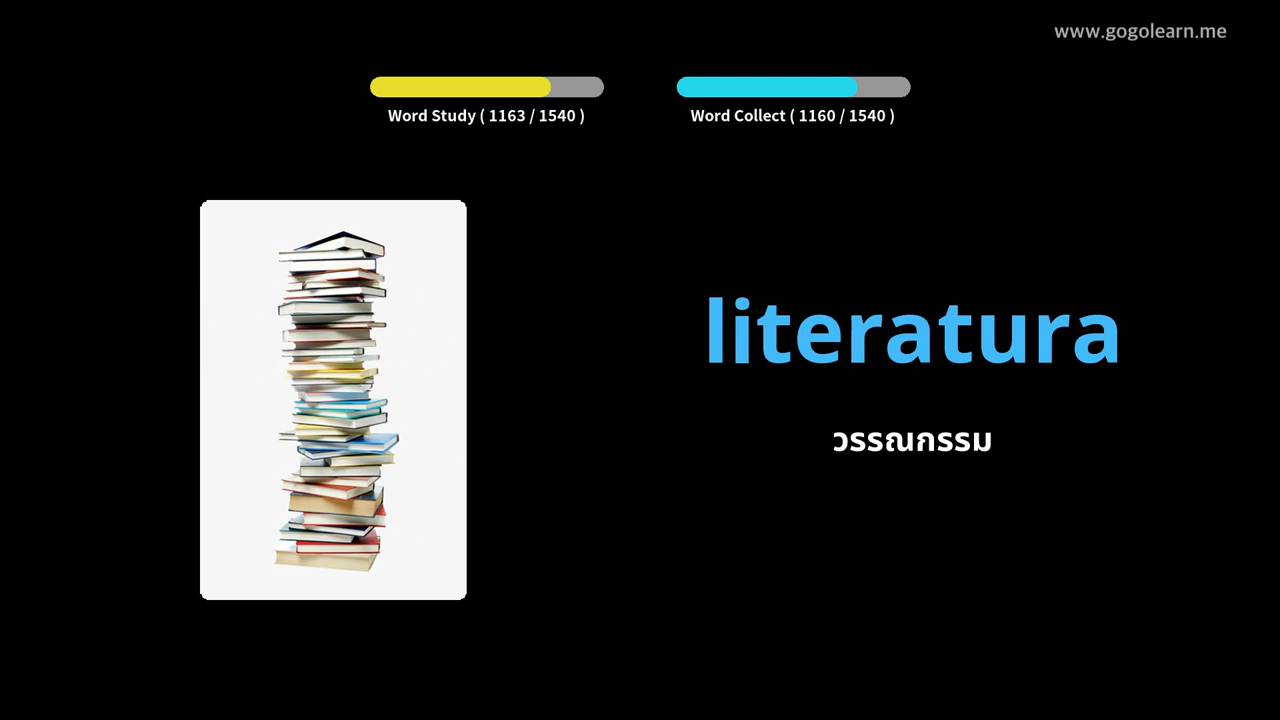 www.gogolearn.me
Word Study ( 1163 / 1540 )
Word Collect ( 1160 / 1540 )
literatura
วรรณกรรม